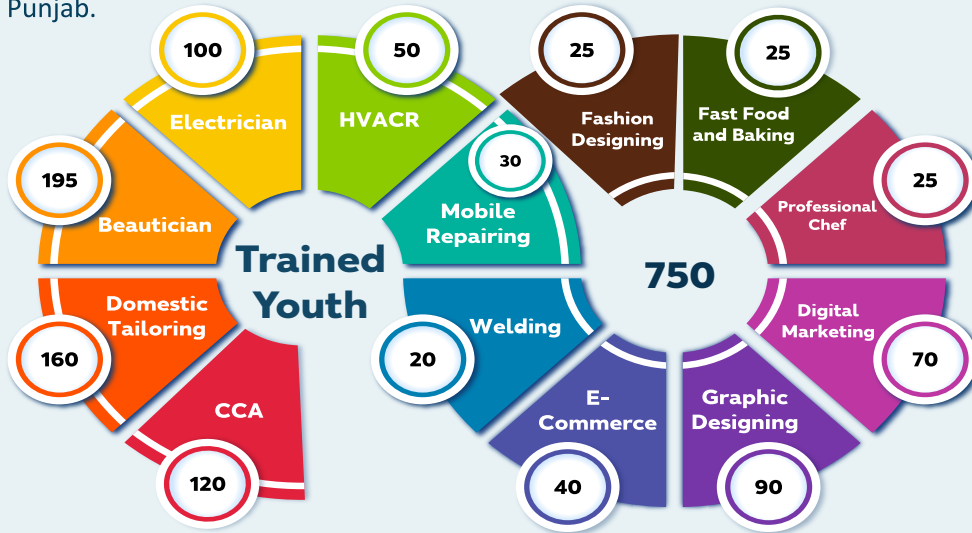 Punjab.
100
Electrician
50
HVACR
25
Fashion
Designing
25
Fast Food
and Baking
195
Beautician
30
Mobile
Repairing
25
Professional
Chef
Trained
Youth
750
Domestic
Tailoring
160
Welding
20
Digital
Marketing
70
CCA
120
E-
Commerce
40
Graphic
Designing
90